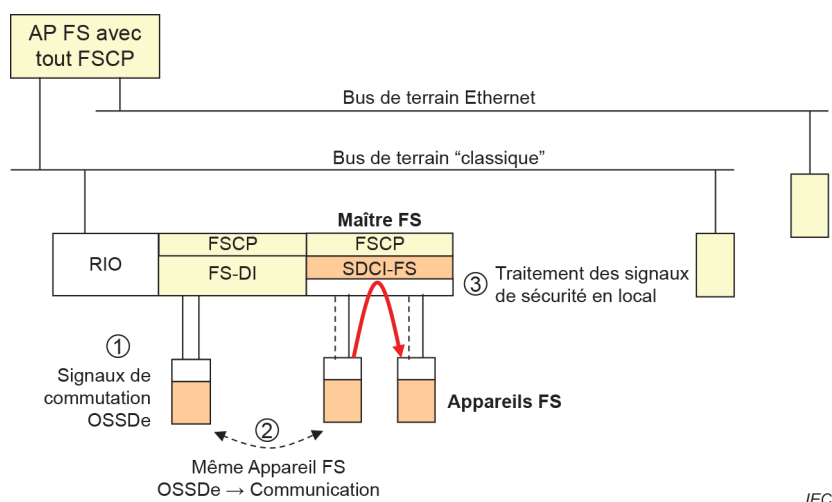 AP FS avec
tout FSCP
Bus de terrain Ethernet
Bus de terrain “classique”
Maître FS
RIO
FSCP
FS-DI
FSCP
SDCI-FS
③ Traitement des signaux
de sécurité en local
①
Signaux de
commutation
OSSDe
Appareils FS
②
Même Appareil FS
OSSDe → Communication
IEC